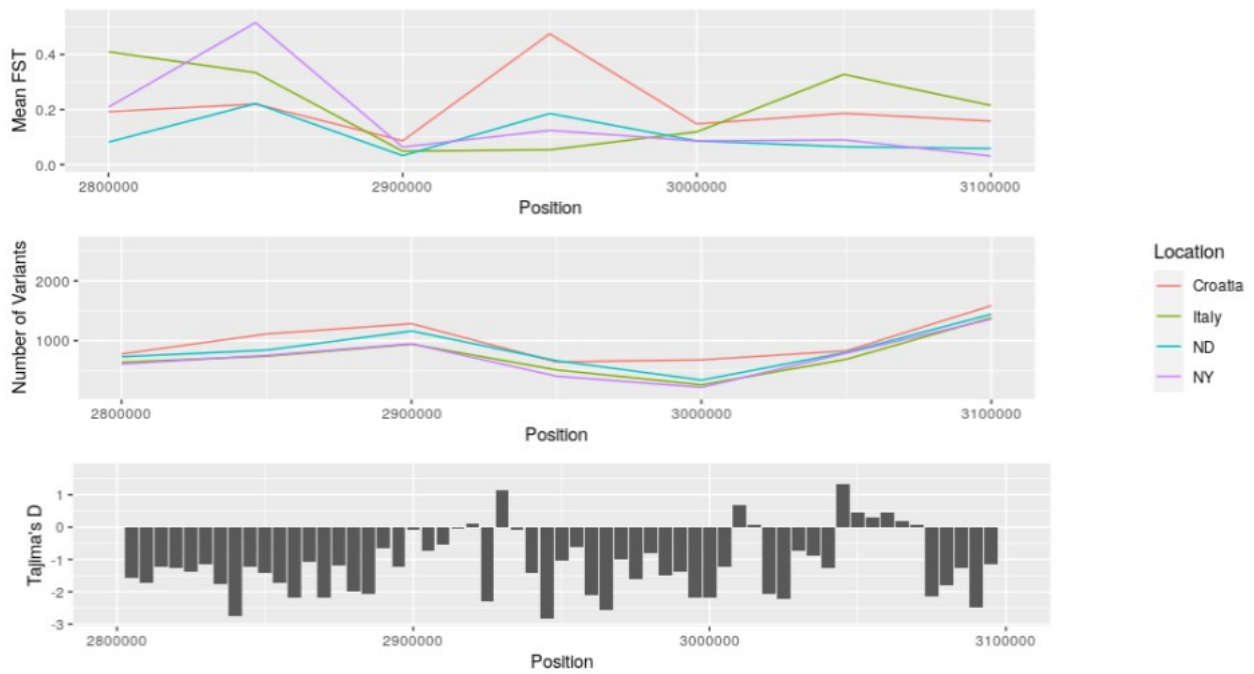 Mean FST
0.4
0.2
0.0
2800000 2900000 3000000 3100000
Position
Number of Variants
2000
1000
2800000 2900000 3000000 3100000
Position
Location
Croatia
Italy
ND
NY
Tajima's D
1
0
-1
-2
-3
2800000 2900000 3000000 3100000
Position